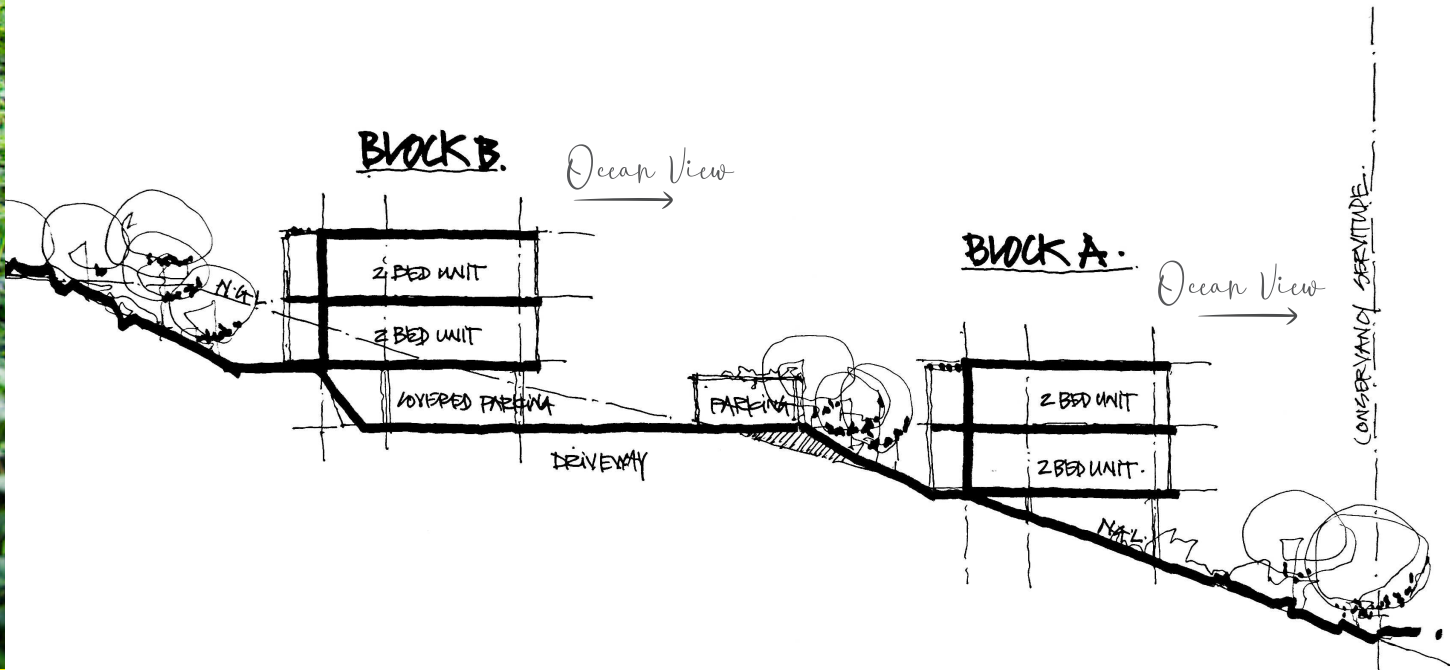 BLOCK B.
Ocean View
2 BED UNIT
N.G.L.
2 BED UNIT
COVERED PARKING
PARKING
DRIVEWAY
BLOCK A.
Ocean View
2 BED UNIT
2 BED UNIT.
N.G.L.
CONSERVANCY SERVITUDE.